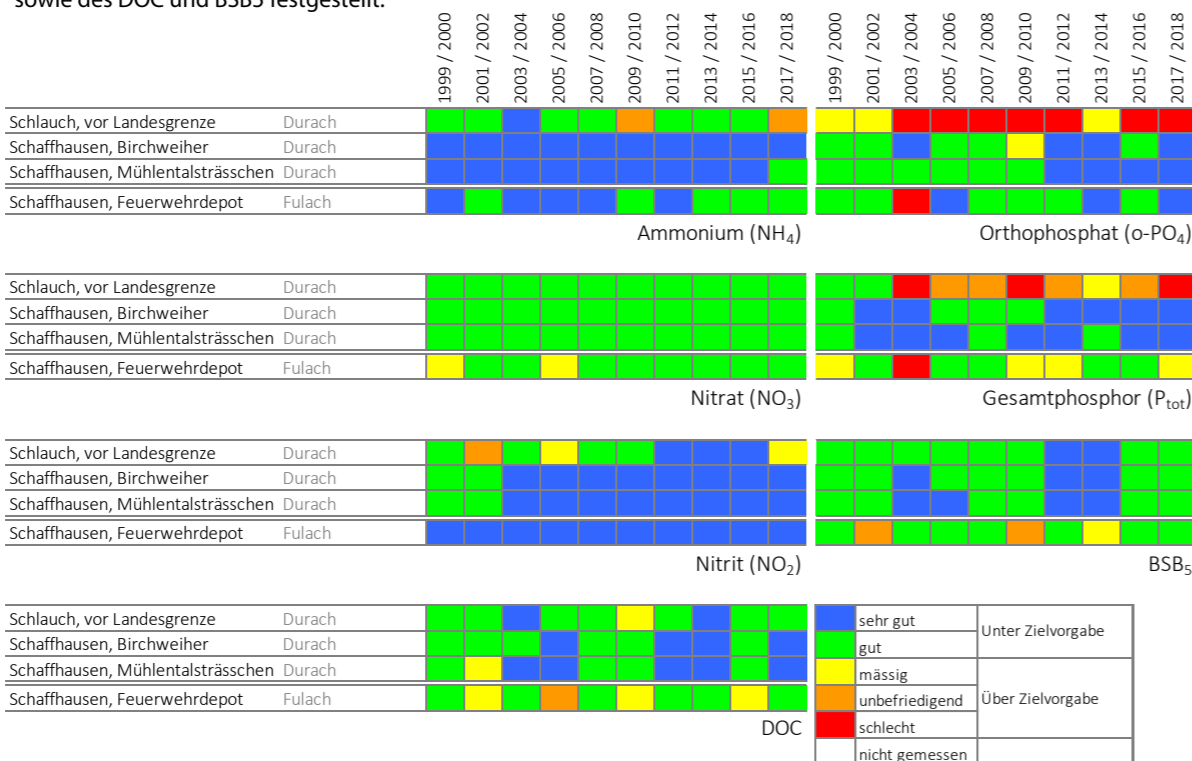 sowie des DOC und BSB5 festgestellt.
1999 / 2000 2001 / 2002 2003 / 2004 2005 / 2006 2007 / 2008 2009 / 2010 2011 / 2012 2013 / 2014 2015 / 2016 2017 / 2018 1999 / 2000 2001 / 2002 2003 / 2004 2005 / 2006 2007 / 2008 2009 / 2010 2011 / 2012 2013 / 2014 2015 / 2016 2017 / 2018
Schlauch, vor Landesgrenze Durach
Schaffhausen, Birchweiher Durach
Schaffhausen, Mühlentalsträsschen Durach
Schaffhausen, Feuerwehrdepot Fulach
Ammonium (NH4) Orthophosphat (o-PO4)
Schlauch, vor Landesgrenze Durach
Schaffhausen, Birchweiher Durach
Schaffhausen, Mühlentalsträsschen Durach
Schaffhausen, Feuerwehrdepot Fulach
Nitrat (NO3) Gesamtphosphor (Ptot)
Schlauch, vor Landesgrenze Durach
Schaffhausen, Birchweiher Durach
Schaffhausen, Mühlentalsträsschen Durach
Schaffhausen, Feuerwehrdepot Fulach
Nitrit (NO2) BSB5
Schlauch, vor Landesgrenze Durach
Schaffhausen, Birchweiher Durach
Schaffhausen, Mühlentalsträsschen Durach
Schaffhausen, Feuerwehrdepot Fulach
DOC
sehr gut
Unter Zielvorgabe
gut
mässig
unbefriedigend Über Zielvorgabe
schlecht
nicht gemessen